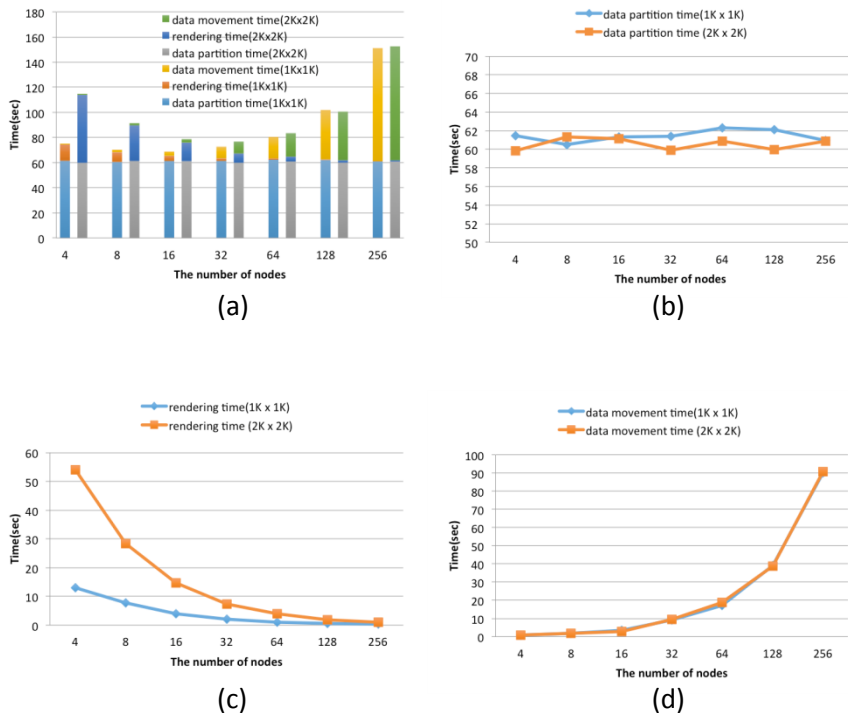 data movement time(2Kx2K)
rendering time(2Kx2K)
data partition time(2Kx2K)
data movement time(1Kx1K)
rendering time(1Kx1K)
data partition time(1Kx1K)
Time(sec)
180
160
140
120
100
80
60
40
20
0
4 8 16 32 64 128 256
The number of nodes
(a)
data partition time(1K x 1K)
data partition time (2K x 2K)
Time(sec)
70
68
66
64
62
60
58
56
54
52
50
4 8 16 32 64 128 256
The number of nodes
(b)
rendering time(1K x 1K)
rendering time (2K x 2K)
Time(sec)
60
50
40
30
20
10
0
4 8 16 32 64 128 256
The number of nodes
(c)
data movement time(1K x 1K)
data movement time (2K x 2K)
Time(sec)
100
90
80
70
60
50
40
30
20
10
0
4 8 16 32 64 128 256
The number of nodes
(d)